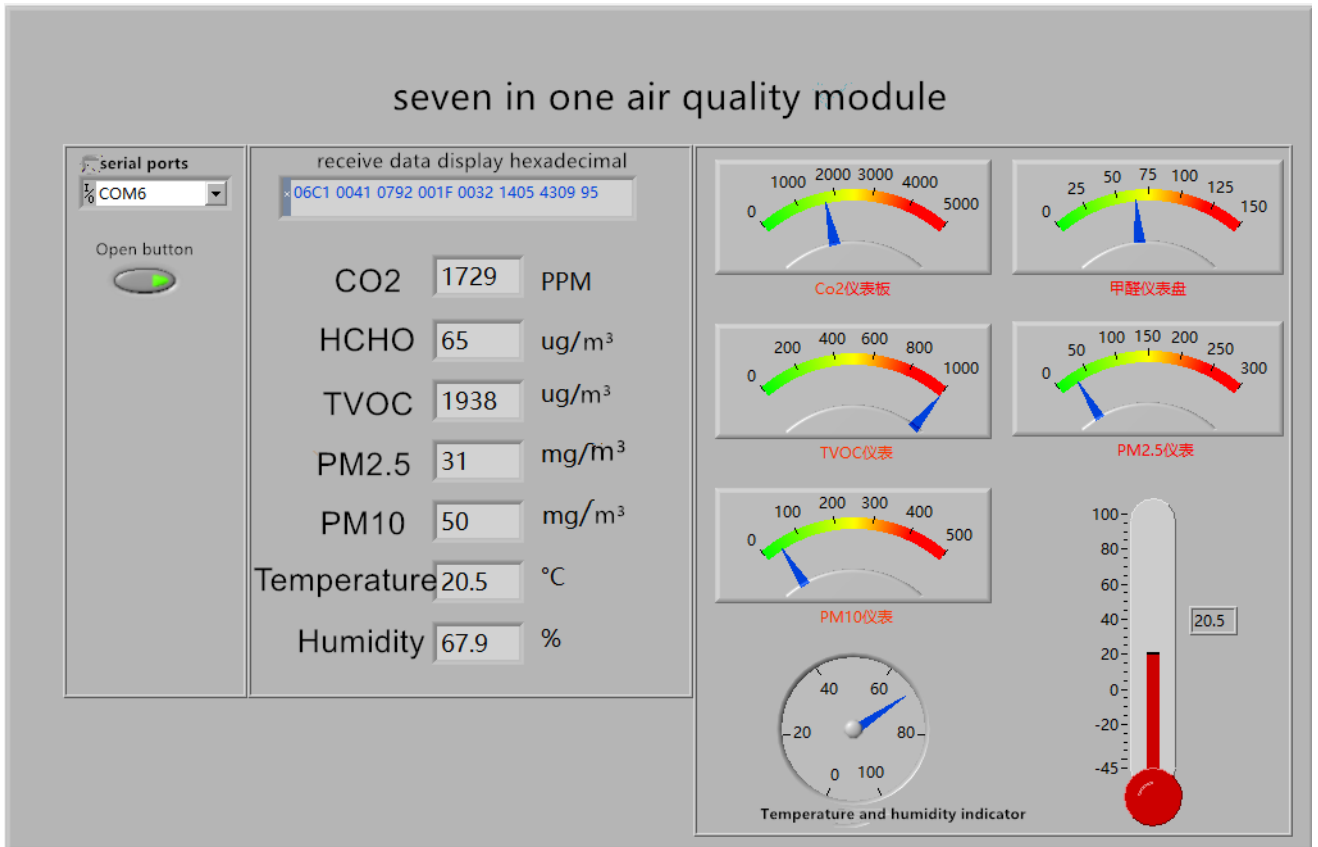 seven in one air quality module
serial ports
COM6
Open button
receive data display hexadecimal
06C1 0041 0792 001F 0032 1405 4309 95
CO2 1729 PPM
HCHO 65 ug/m³
TVOC 1938 ug/m³
PM2.5 31 mg/m³
PM10 50 mg/m³
Temperature 20.5 °C
Humidity 67.9 %
0 1000 2000 3000 4000 5000
Co2仪表板
0 25 50 75 100 125 150
甲醛仪表盘
0 200 400 600 800 1000
TVOC仪表
0 50 100 150 200 250 300
PM2.5仪表
0 100 200 300 400 500
PM10仪表
0 20 40 60 80 100
Temperature and humidity indicator
100
80
60
40
20
0
-20
-45
20.5